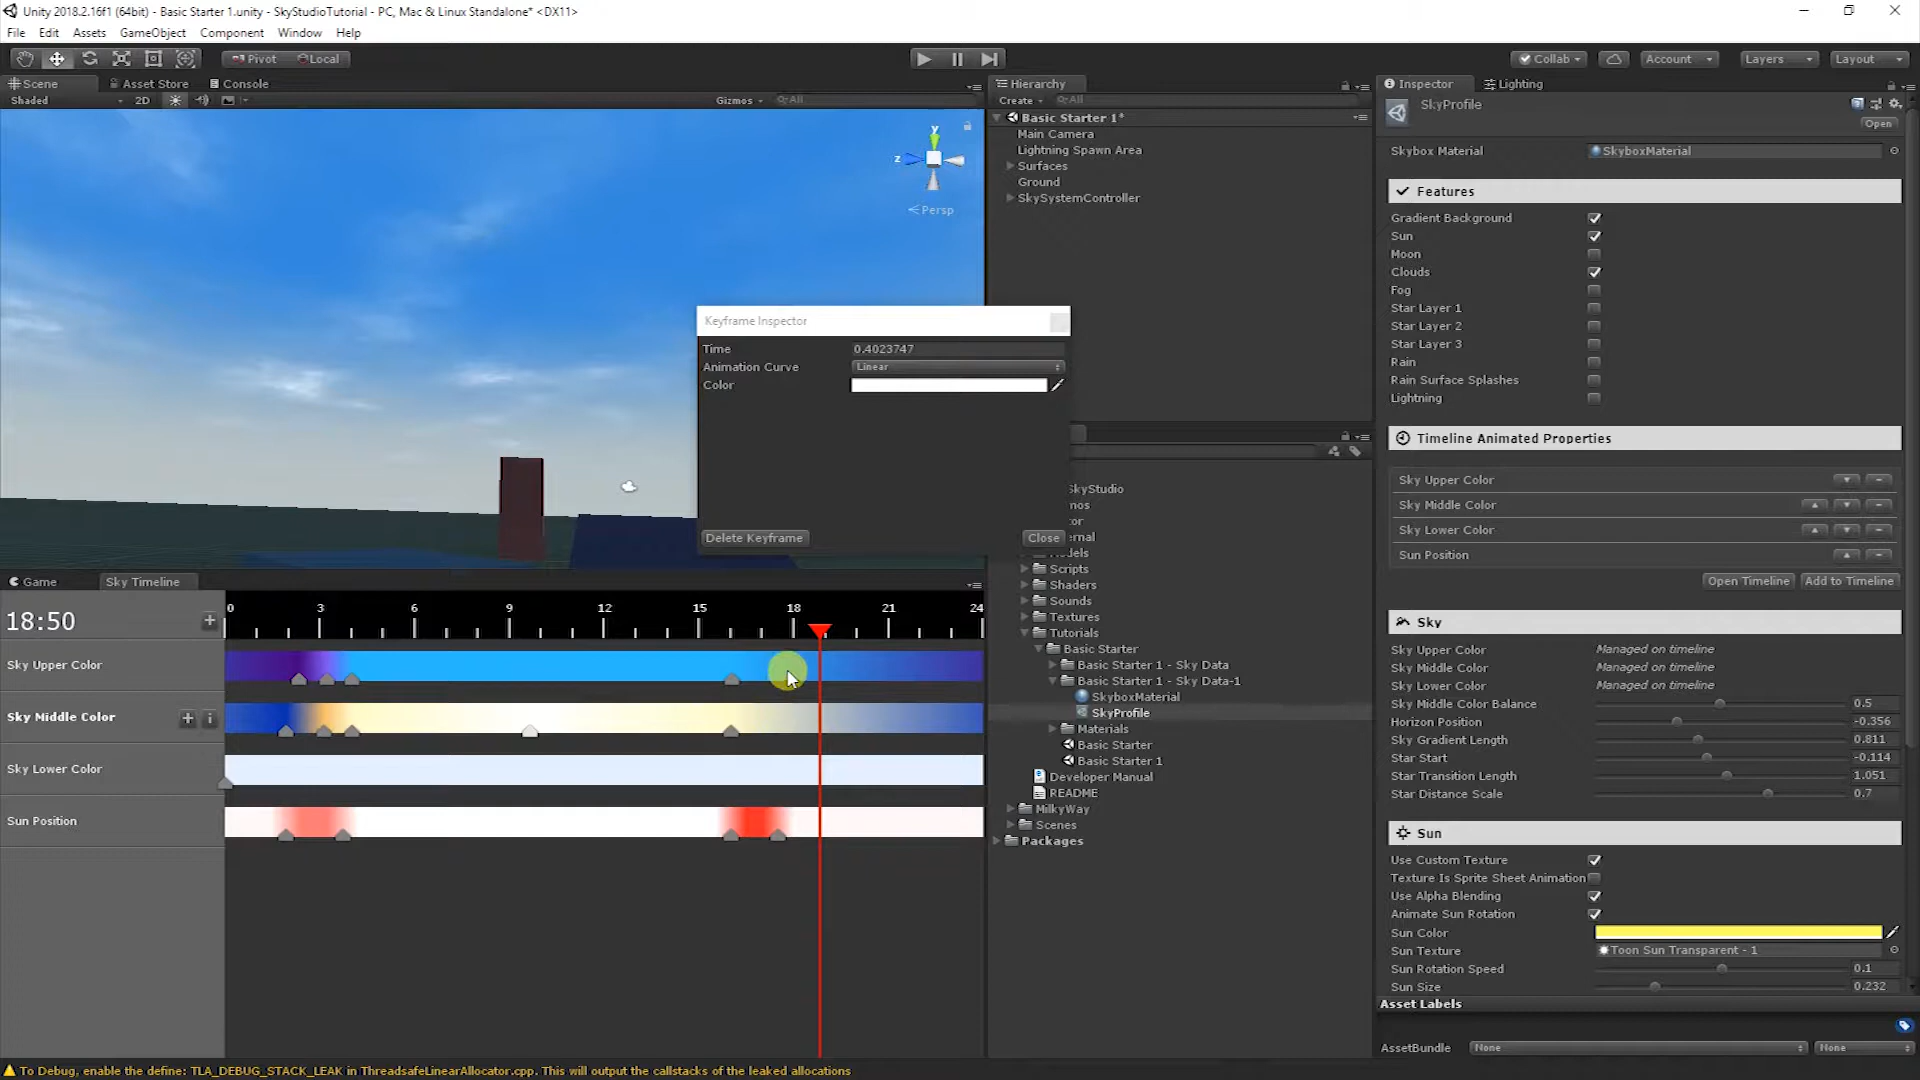 Unity 2018.2.16f1 (64bit) - Basic Starter 1.unity - SkyStudioTutorial - PC, Mac & Linux Standalone* <DX11>
File Edit Assets GameObject Component Window Help
Pivot Local Collab Account Layers Layout
Scene Asset Store Console
Shaded 2D Gizmos All
y
z
Persp
Hierarchy
Create All
Basic Starter 1*
Main Camera
Lightning Spawn Area
Surfaces
Ground
SkySystemController
Keyframe Inspector
Time 0.4023747
Animation Curve Linear
Color
Delete Keyframe Close
SkyStudio
mos
tor
ernal
Models
Scripts
Shaders
Sounds
Textures
Tutorials
Basic Starter
Basic Starter 1 - Sky Data
Basic Starter 1 - Sky Data-1
SkyboxMaterial
SkyProfile
Materials
Basic Starter
Basic Starter 1
Developer Manual
README
MilkyWay
Scenes
Packages
Game Sky Timeline
18:50
0 3 6 9 12 15 18 21 24
Sky Upper Color
Sky Middle Color
Sky Lower Color
Sun Position
Inspector Lighting
SkyProfile
Open
Skybox Material SkyboxMaterial
Features
Gradient Background
Sun
Moon
Clouds
Fog
Star Layer 1
Star Layer 2
Star Layer 3
Rain
Rain Surface Splashes
Lightning
Timeline Animated Properties
Sky Upper Color
Sky Middle Color
Sky Lower Color
Sun Position
Open Timeline Add to Timeline
Sky
Sky Upper Color Managed on timeline
Sky Middle Color Managed on timeline
Sky Lower Color Managed on timeline
Sky Middle Color Balance 0.5
Horizon Position -0.356
Sky Gradient Length 0.811
Star Start -0.114
Star Transition Length 1.051
Star Distance Scale 0.7
Sun
Use Custom Texture
Texture Is Sprite Sheet Animation
Use Alpha Blending
Animate Sun Rotation
Sun Color
Sun Texture Toon Sun Transparent - 1
Sun Rotation Speed 0.1
Sun Size 0.232
Asset Labels
AssetBundle None None
To Debug, enable the define: TLA_DEBUG_STACK_LEAK in ThreadsafeLinearAllocator.cpp. This will output the callstacks of the leaked allocations